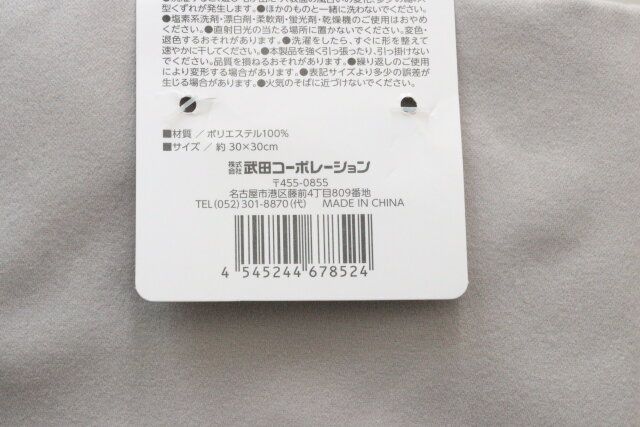 型くずれが発生します。●ほかのものと一緒に洗わないでください。
●塩素系洗剤・漂白剤・柔軟剤・蛍光剤・乾燥機のご使用はおやめ
ください。●直射日光の当たる場所に置かないでください。変色・
退色するおそれがあります。●洗濯をしたら、すぐに形を整えて
速やかに干してください。●本製品を強く引っ張ったり、引っ掛けない
でください。品質を損ねるおそれがあります。●繰り返しのご使用
により変形する場合があります。●表記サイズより多少の誤差が
生じる場合があります。●火気のそばに近づけないでください。
■材質／ポリエステル100%
■サイズ／約 30×30cm
株式会社 武田コーポレーション
〒455-0855
名古屋市港区藤前4丁目809番地
TEL(052)301-8870(代) MADE IN CHINA
4 545244 678524